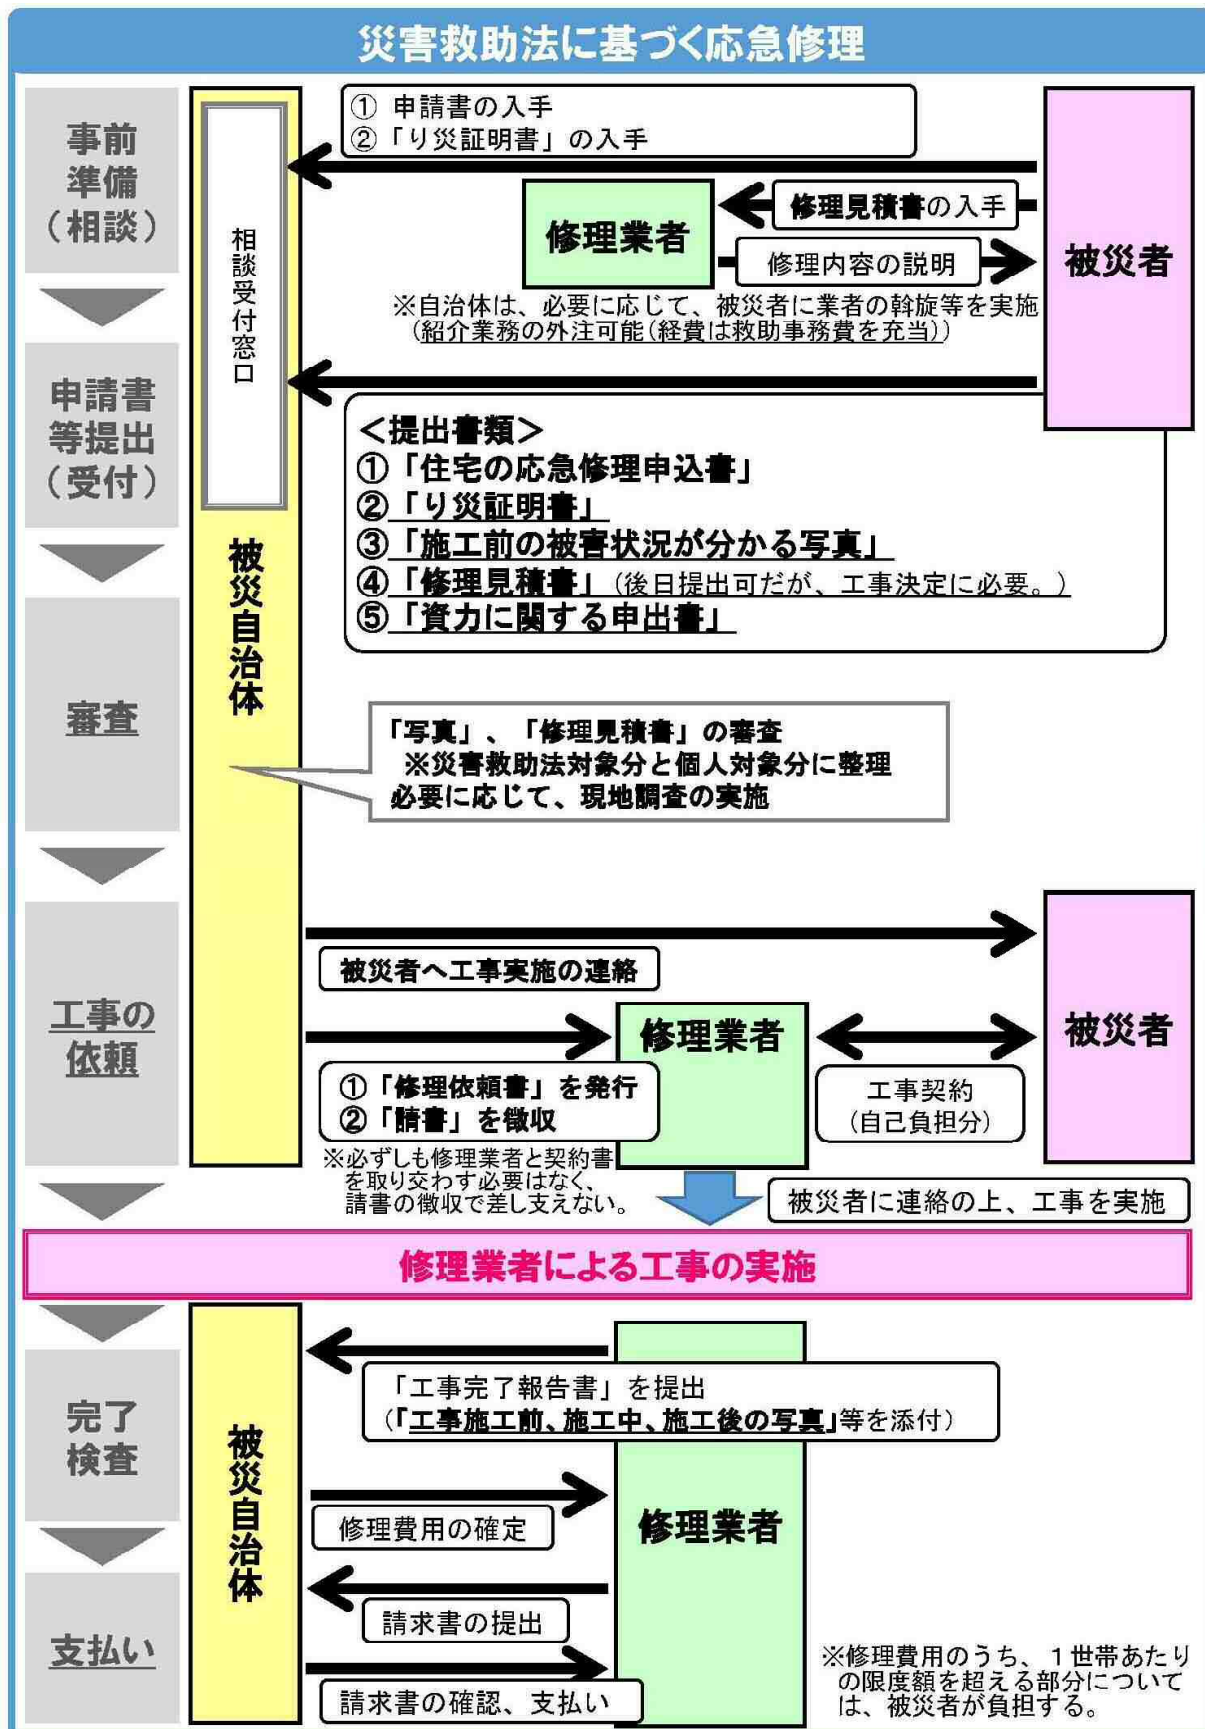 災害救助法に基づく応急修理
事前
準備
（相談）
① 申請書の入手
②「り災証明書」の入手
相談受付窓口
修理業者
修理見積書の入手
修理内容の説明
被災者
※自治体は、必要に応じて、被災者に業者の斡旋等を実施
（紹介業務の外注可能（経費は救助事務費を充当））
申請書
等提出
（受付）
＜提出書類＞
①「住宅の応急修理申込書」
②「り災証明書」
③「施工前の被害状況が分かる写真」
④「修理見積書」（後日提出可だが、工事決定に必要。）
⑤「資力に関する申出書」
被災自治体
審査
「写真」、「修理見積書」の審査
※災害救助法対象分と個人対象分に整理
必要に応じて、現地調査の実施
工事の
依頼
被災者へ工事実施の連絡
修理業者
被災者
①「修理依頼書」を発行
②「請書」を徴収
工事契約
（自己負担分）
※必ずしも修理業者と契約書
を取り交わす必要はなく、
請書の徴収で差し支えない。
被災者に連絡の上、工事を実施
修理業者による工事の実施
完了
検査
被災自治体
「工事完了報告書」を提出
（「工事施工前、施工中、施工後の写真」等を添付）
修理費用の確定
修理業者
請求書の提出
支払い
請求書の確認、支払い
※修理費用のうち、１世帯あたり
の限度額を超える部分について
は、被災者が負担する。